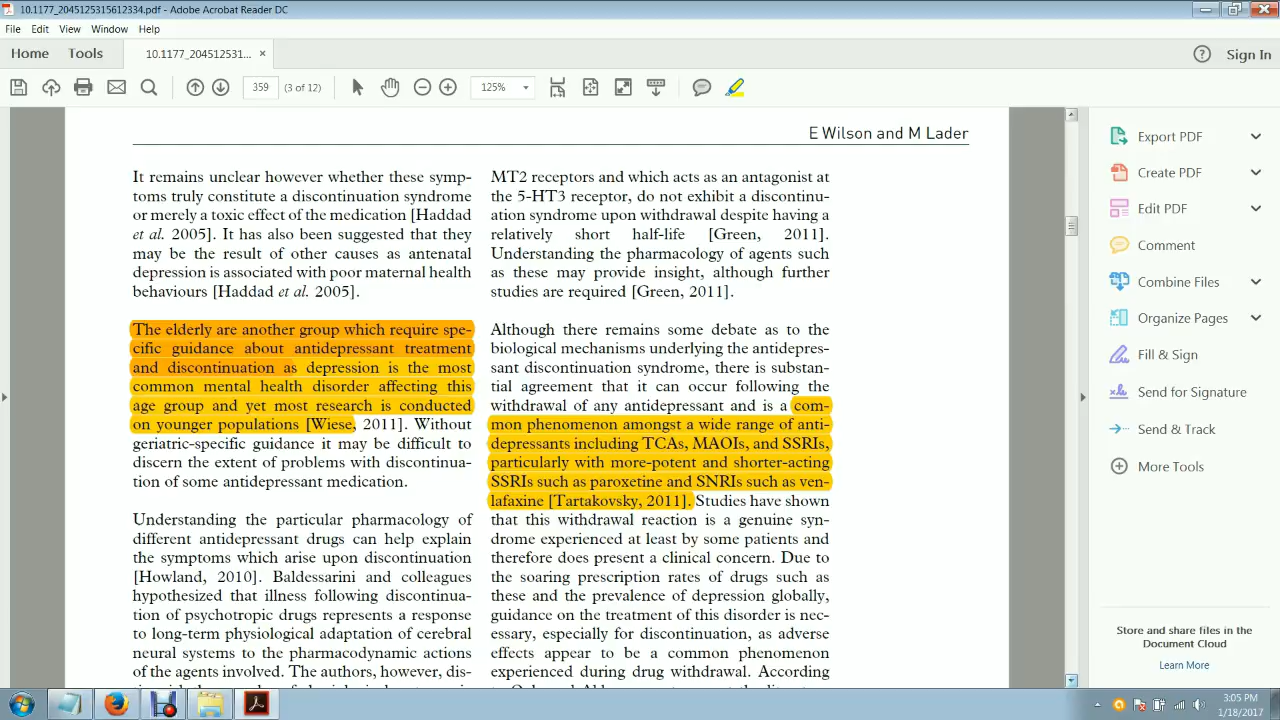 10.1177_2045125315612334.pdf - Adobe Acrobat Reader DC
File Edit View Window Help
Home Tools 10.1177_204512531... × Sign In
359 (3 of 12) 125%
E Wilson and M Lader
It remains unclear however whether these symp-
toms truly constitute a discontinuation syndrome
or merely a toxic effect of the medication [Haddad
et al. 2005]. It has also been suggested that they
may be the result of other causes as antenatal
depression is associated with poor maternal health
behaviours [Haddad et al. 2005].
The elderly are another group which require spe-
cific guidance about antidepressant treatment
and discontinuation as depression is the most
common mental health disorder affecting this
age group and yet most research is conducted
on younger populations [Wiese, 2011]. Without
geriatric-specific guidance it may be difficult to
discern the extent of problems with discontinua-
tion of some antidepressant medication.
Understanding the particular pharmacology of
different antidepressant drugs can help explain
the symptoms which arise upon discontinuation
[Howland, 2010]. Baldessarini and colleagues
hypothesized that illness following discontinua-
tion of psychotropic drugs represents a response
to long-term physiological adaptation of cerebral
neural systems to the pharmacodynamic actions
of the agents involved. The authors, however, dis-
MT2 receptors and which acts as an antagonist at
the 5-HT3 receptor, do not exhibit a discontinu-
ation syndrome upon withdrawal despite having a
relatively short half-life [Green, 2011].
Understanding the pharmacology of agents such
as these may provide insight, although further
studies are required [Green, 2011].
Although there remains some debate as to the
biological mechanisms underlying the antidepres-
sant discontinuation syndrome, there is substan-
tial agreement that it can occur following the
withdrawal of any antidepressant and is a com-
mon phenomenon amongst a wide range of anti-
depressants including TCAs, MAOIs, and SSRIs,
particularly with more-potent and shorter-acting
SSRIs such as paroxetine and SNRIs such as ven-
lafaxine [Tartakovsky, 2011]. Studies have shown
that this withdrawal reaction is a genuine syn-
drome experienced at least by some patients and
therefore does present a clinical concern. Due to
the soaring prescription rates of drugs such as
these and the prevalence of depression globally,
guidance on the treatment of this disorder is nec-
essary, especially for discontinuation, as adverse
effects appear to be a common phenomenon
experienced during drug withdrawal. According
Export PDF
Create PDF
Edit PDF
Comment
Combine Files
Organize Pages
Fill & Sign
Send for Signature
Send & Track
More Tools
Store and share files in the
Document Cloud
Learn More
3:05 PM
1/18/2017